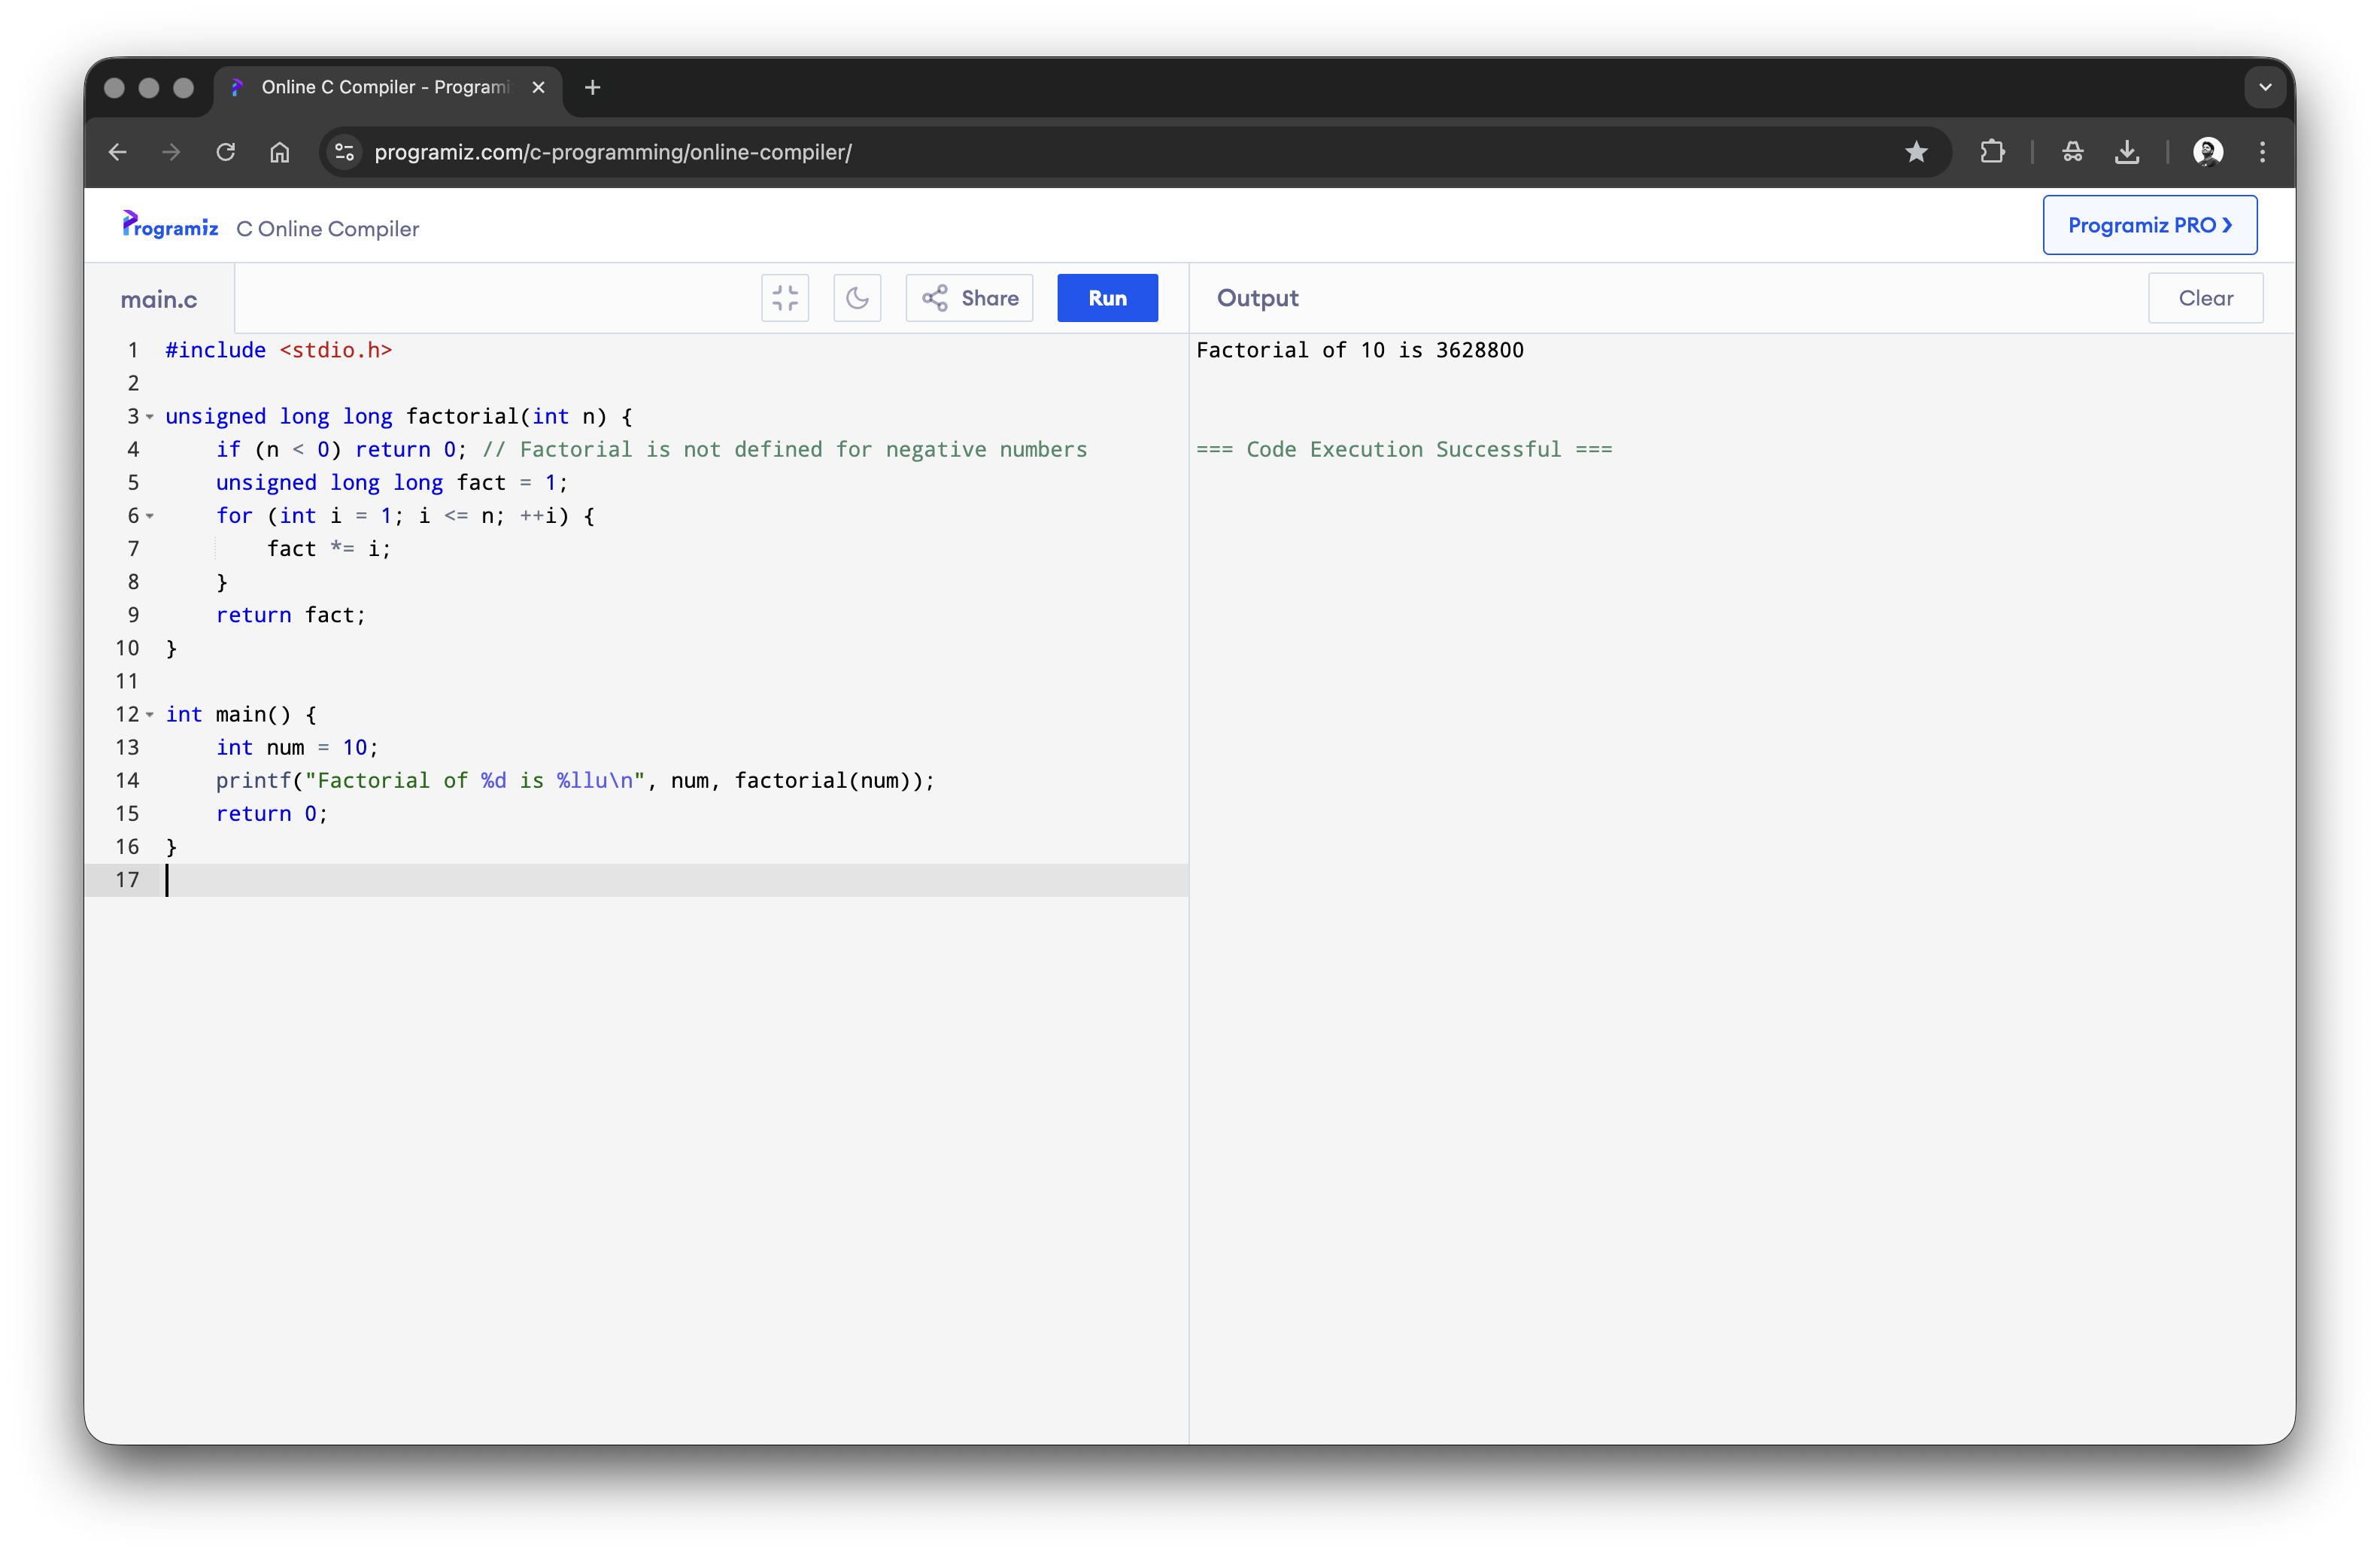 Online C Compiler - Programi
programiz.com/c-programming/online-compiler/
Programiz C Online Compiler
Programiz PRO ❯
main.c
Share
Run
Output
Clear
1 #include <stdio.h>
2
3 unsigned long long factorial(int n) {
4     if (n < 0) return 0; // Factorial is not defined for negative numbers
5     unsigned long long fact = 1;
6     for (int i = 1; i <= n; ++i) {
7         fact *= i;
8     }
9     return fact;
10 }
11
12 int main() {
13     int num = 10;
14     printf("Factorial of %d is %llu\n", num, factorial(num));
15     return 0;
16 }
17
Factorial of 10 is 3628800
=== Code Execution Successful ===